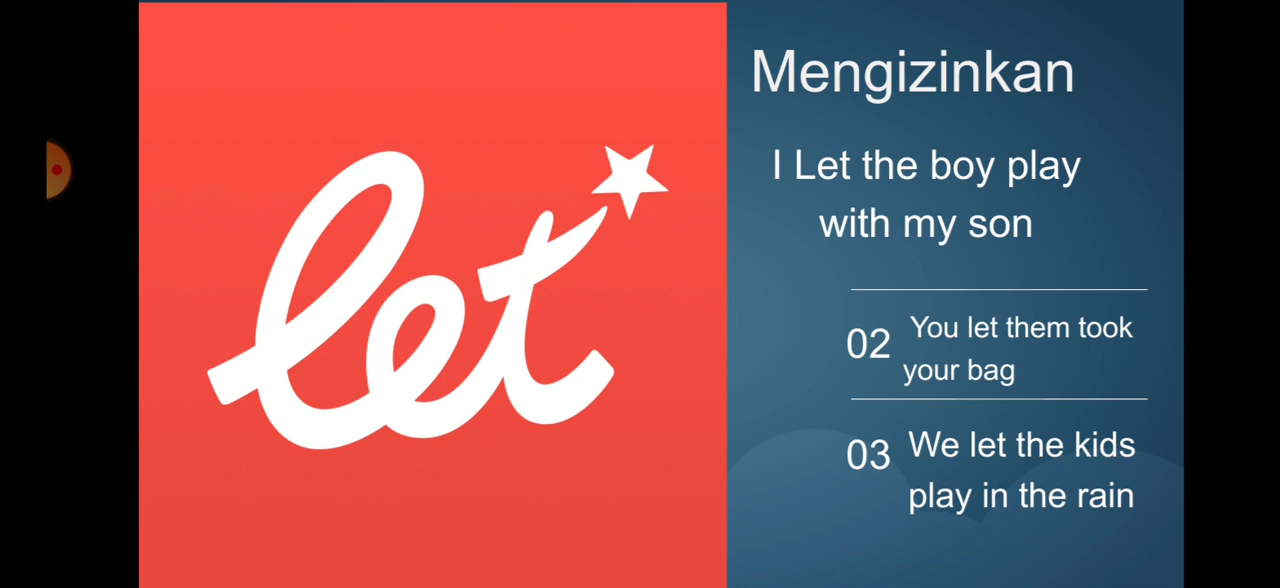 let
Mengizinkan
I Let the boy play
with my son
02
You let them took
your bag
03
We let the kids
play in the rain